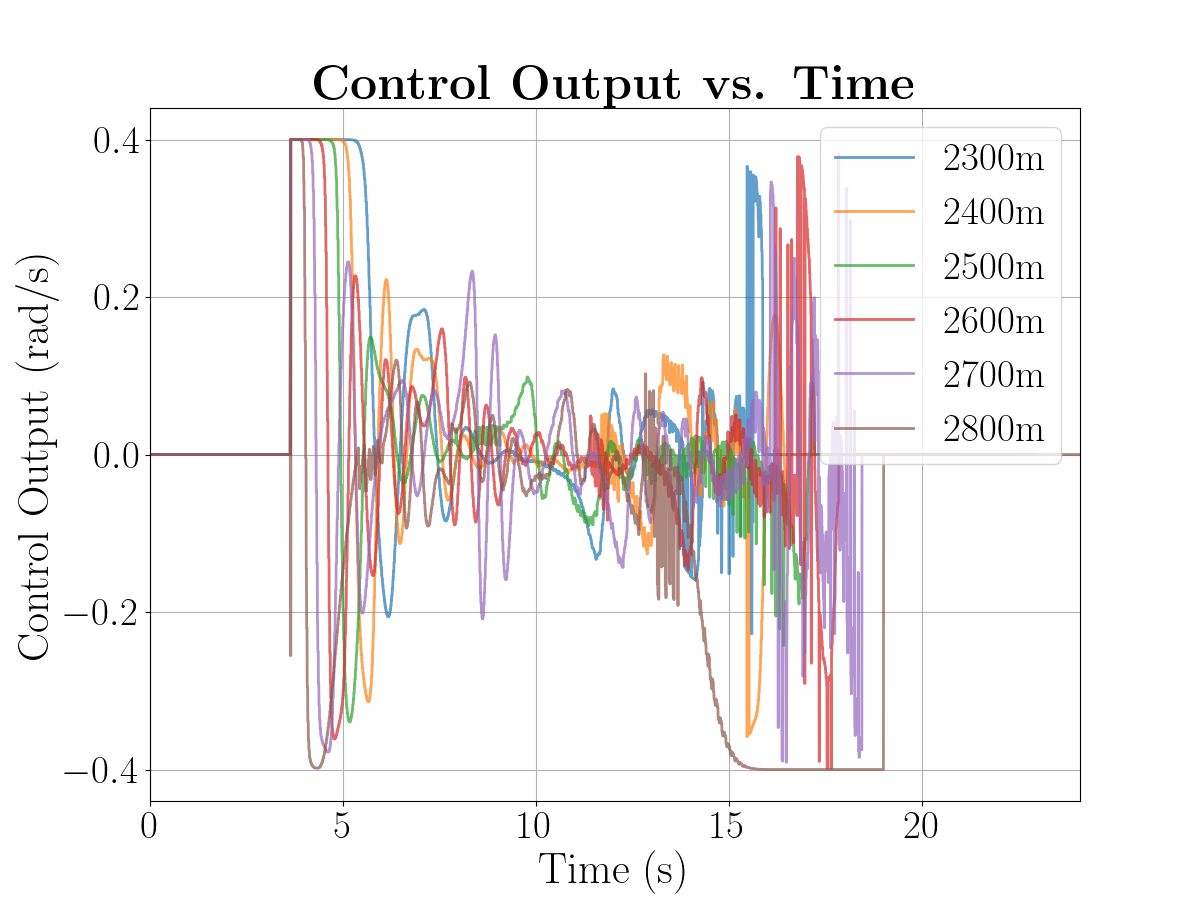 Control Output vs. Time
Control Output (rad/s)
0.4
0.2
0.0
−0.2
−0.4
2300m
2400m
2500m
2600m
2700m
2800m
0 5 10 15 20
Time (s)